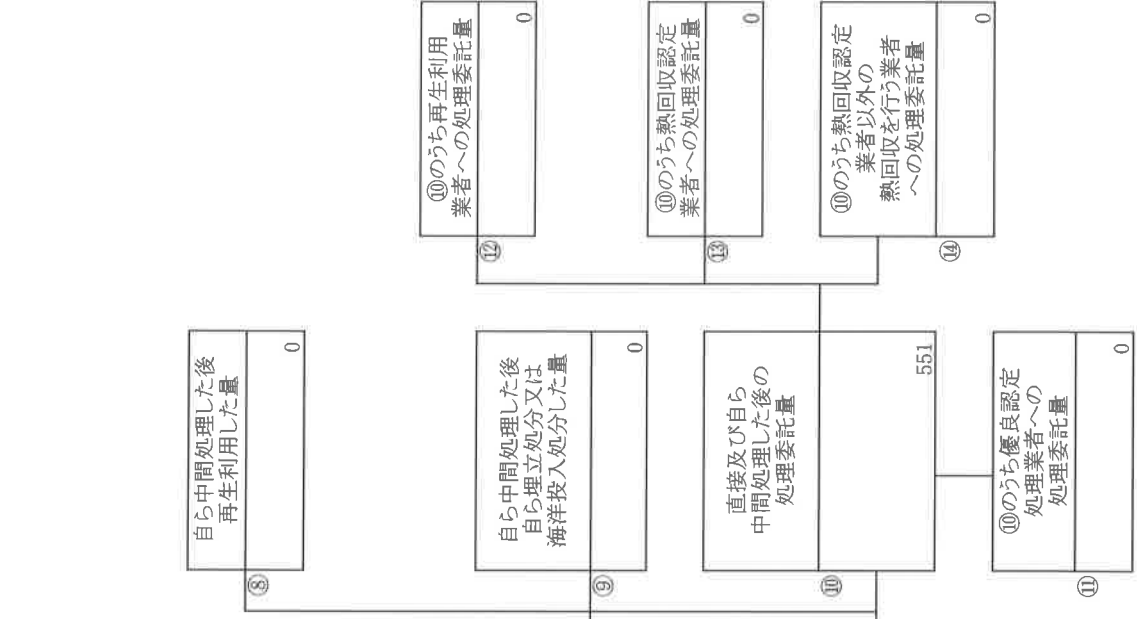 ⑧
自ら中間処理した後
再生利用した量
0
⑨
自ら中間処理した後
自ら埋立処分又は
海洋投入処分した量
0
⑩
直接及び自ら
中間処理した後の
処理委託量
551
⑪
⑩のうち優良認定
処理業者への
処理委託量
0
⑫
⑩のうち再生利用
業者への処理委託量
0
⑬
⑩のうち熱回収認定
業者への処理委託量
0
⑭
⑩のうち熱回収認定
業者以外の
熱回収を行う業者
への処理委託量
0